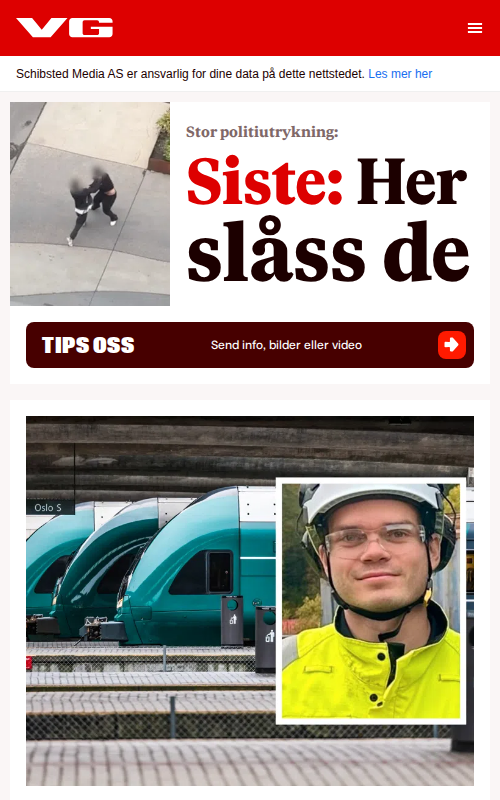 VG
Schibsted Media AS er ansvarlig for dine data på dette nettstedet. Les mer her
Stor politiutrykning:
Siste: Her
slåss de
TIPS OSS
Send info, bilder eller video
Oslo S